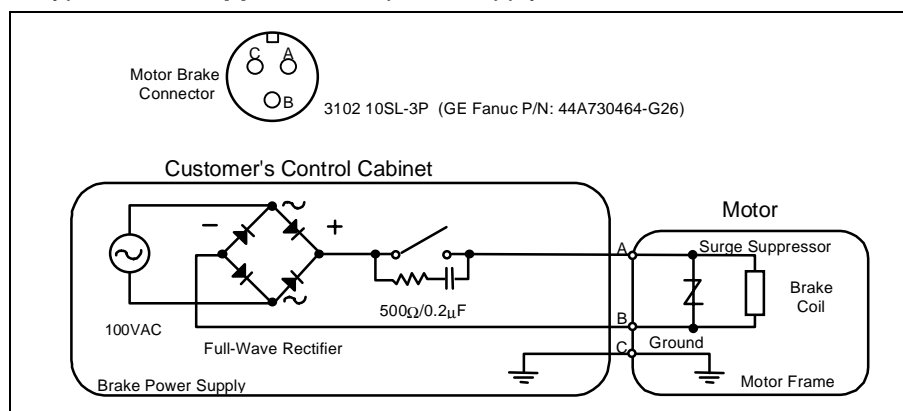 C A
Motor Brake
Connector
B
3102 10SL-3P (GE Fanuc P/N: 44A730464-G26)
Customer's Control Cabinet
Motor
− +
A
Surge Suppressor
Brake
Coil
500Ω/0.2µF
100VAC
B
Full-Wave Rectifier
C
Ground
Brake Power Supply
Motor Frame